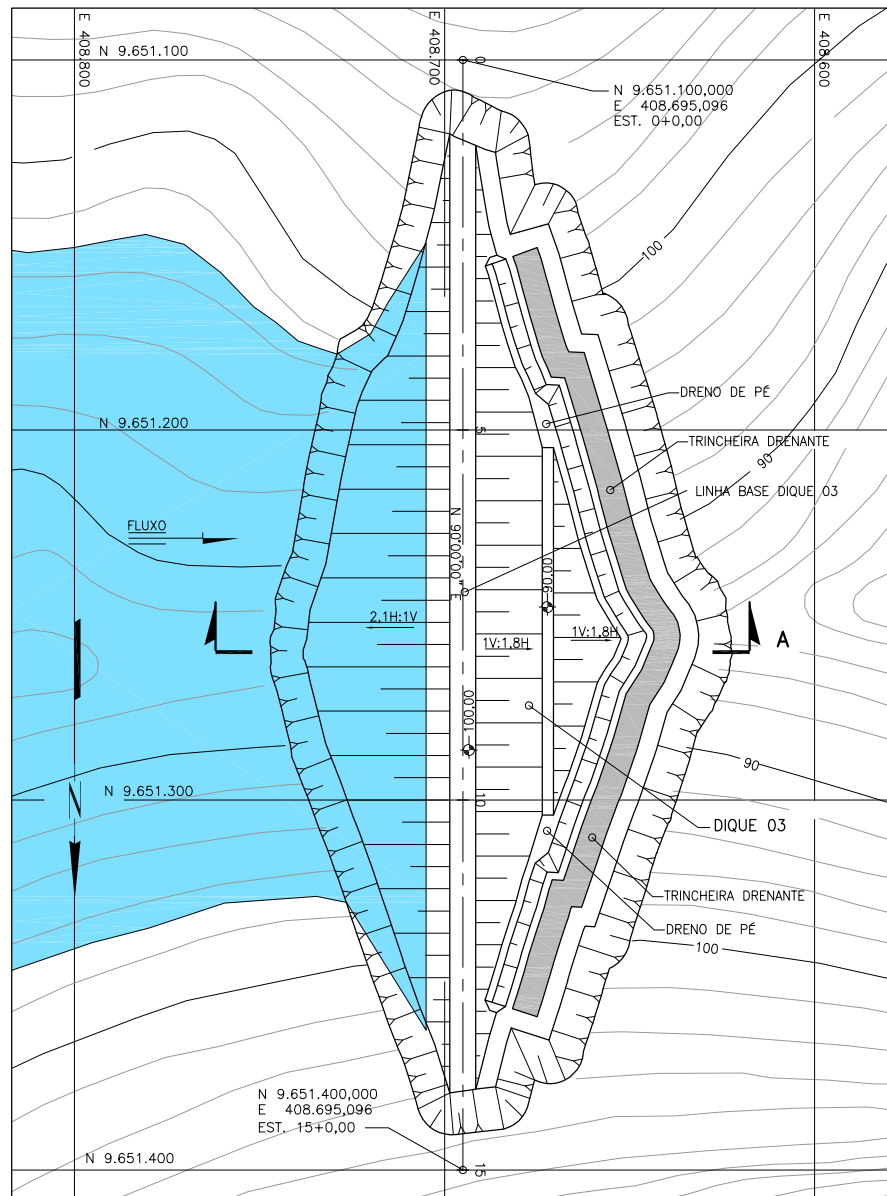 E 408.800
E 408.700
E 408.600
N 9.651.100
0
N 9.651.100,000
E 408.695,096
EST. 0+0,00
100
DRENO DE PÉ
N 9.651.200
5
TRINCHEIRA DRENANTE
90
LINHA BASE DIQUE 03
FLUXO
N 90°00'00" E
90.00
2,1H:1V
1V:1,8H
1V:1,8H
A
100.00
90
N
N 9.651.300
10
DIQUE 03
TRINCHEIRA DRENANTE
DRENO DE PÉ
100
N 9.651.400,000
E 408.695,096
EST. 15+0,00
N 9.651.400
15